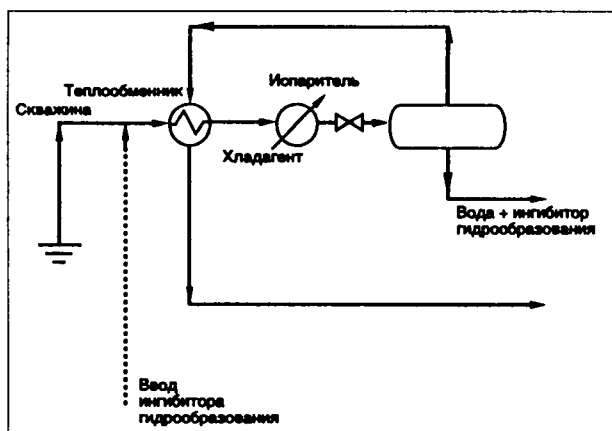 Испаритель
Теплообменник
Скважина
Хладагент
Вода + ингибитор
гидрообразования
Ввод
ингибитора
гидрообразования